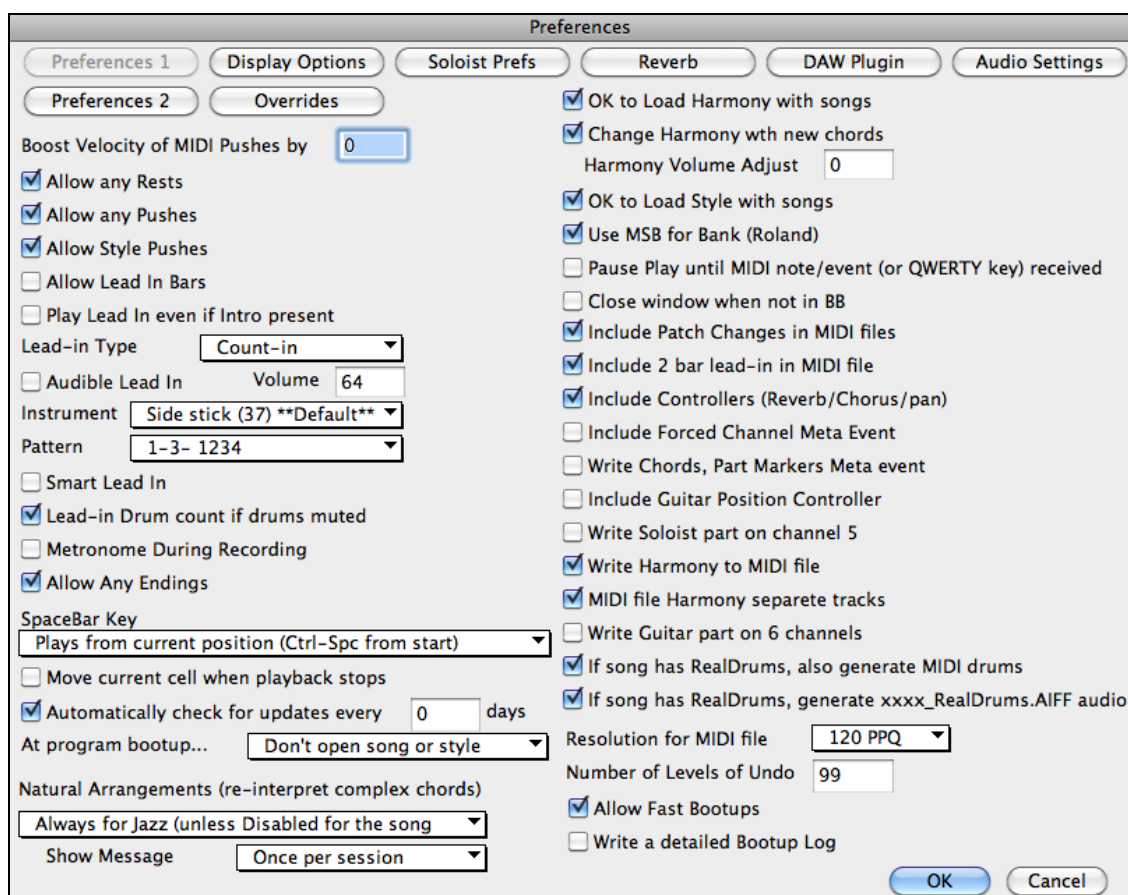 Preferences
Preferences 1 Display Options Soloist Prefs Reverb DAW Plugin Audio Settings
Preferences 2 Overrides
Boost Velocity of MIDI Pushes by 0
Allow any Rests
Allow any Pushes
Allow Style Pushes
Allow Lead In Bars
Play Lead In even if Intro present
Lead-in Type Count-in
Audible Lead In Volume 64
Instrument Side stick (37) **Default**
Pattern 1-3- 1234
Smart Lead In
Lead-in Drum count if drums muted
Metronome During Recording
Allow Any Endings
SpaceBar Key
Plays from current position (Ctrl-Spc from start)
Move current cell when playback stops
Automatically check for updates every 0 days
At program bootup... Don't open song or style
Natural Arrangements (re-interpret complex chords)
Always for Jazz (unless Disabled for the song
Show Message Once per session
OK to Load Harmony with songs
Change Harmony wth new chords
Harmony Volume Adjust 0
OK to Load Style with songs
Use MSB for Bank (Roland)
Pause Play until MIDI note/event (or QWERTY key) received
Close window when not in BB
Include Patch Changes in MIDI files
Include 2 bar lead-in in MIDI file
Include Controllers (Reverb/Chorus/pan)
Include Forced Channel Meta Event
Write Chords, Part Markers Meta event
Include Guitar Position Controller
Write Soloist part on channel 5
Write Harmony to MIDI file
MIDI file Harmony separete tracks
Write Guitar part on 6 channels
If song has RealDrums, also generate MIDI drums
If song has RealDrums, generate xxxx_RealDrums.AIFF audio
Resolution for MIDI file 120 PPQ
Number of Levels of Undo 99
Allow Fast Bootups
Write a detailed Bootup Log
OK Cancel